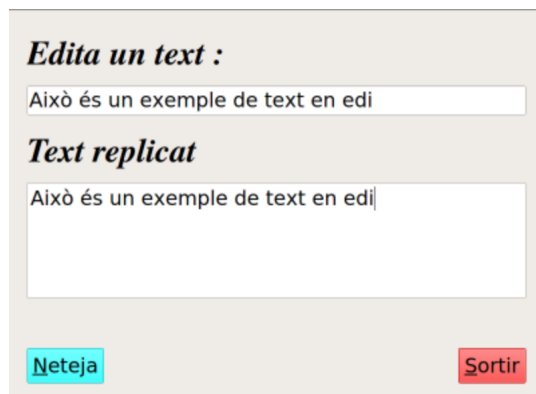 Edita un text :
Això és un exemple de text en edi
Text replicat
Això és un exemple de text en edi
Neteja
Sortir